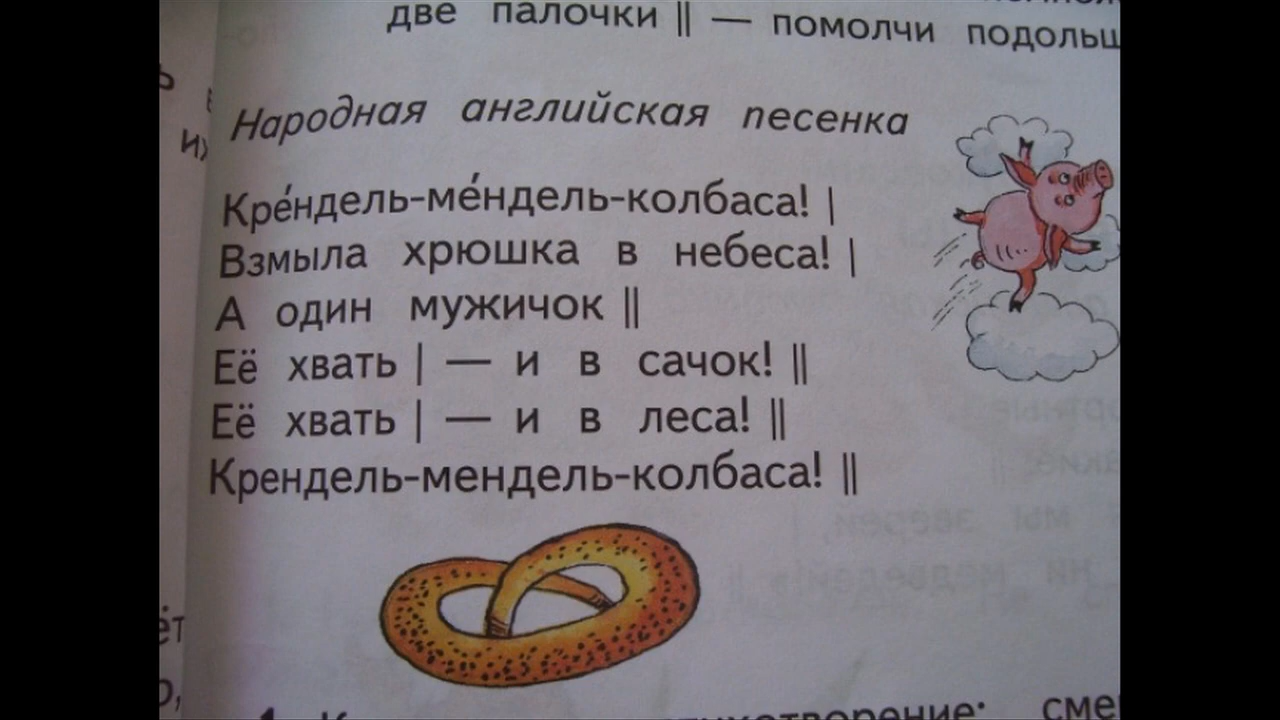 две палочки || — помолчи
Народная английская песенка
Кре́ндель-ме́ндель-колбаса! |
Взмыла хрюшка в небеса! |
А один мужичок ||
Её хвать | — и в сачок! ||
Её хвать | — и в леса! ||
Крендель-мендель-колбаса! ||